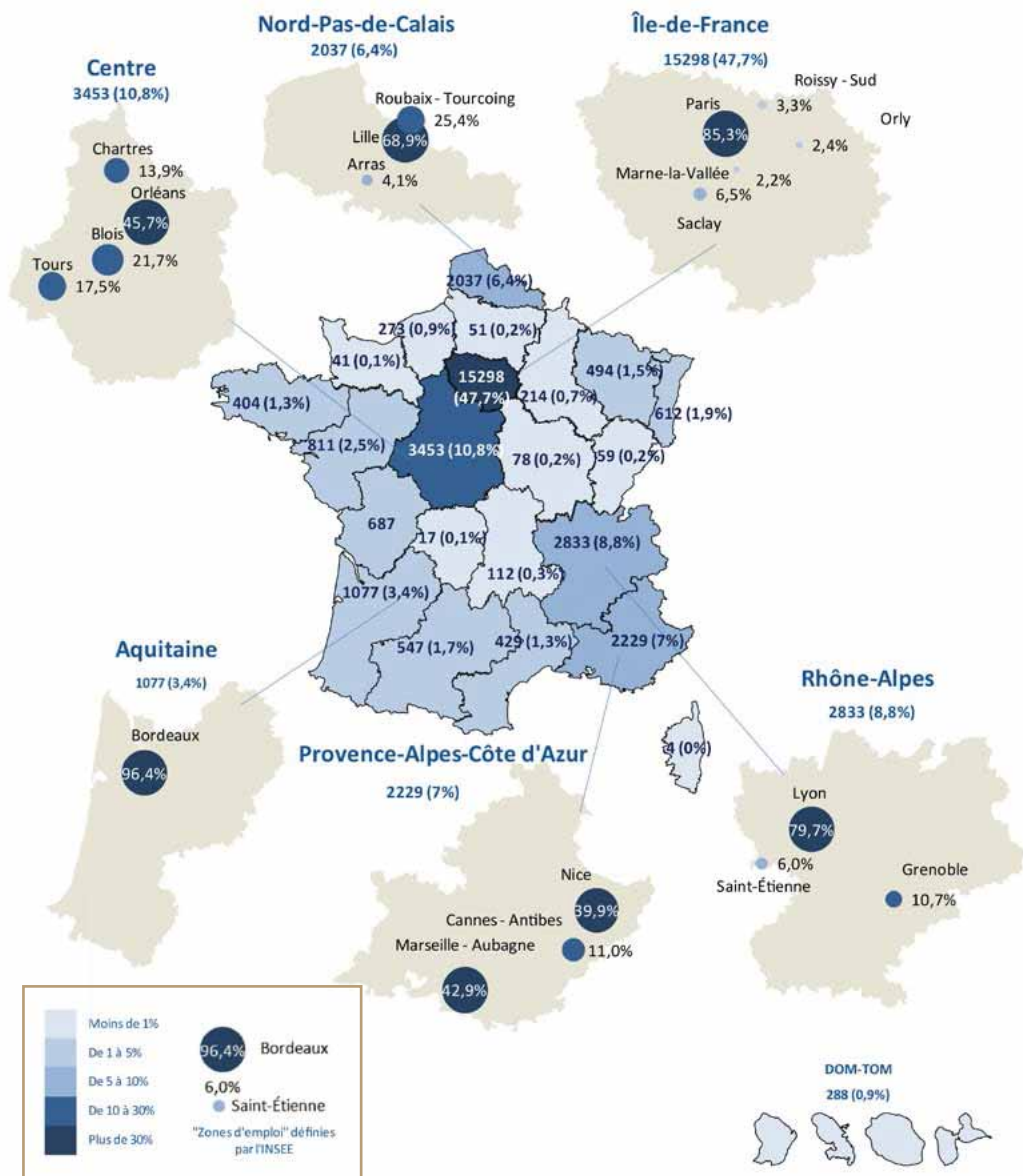 Nord-Pas-de-Calais
2037 (6,4%)
Roubaix - Tourcoing
25,4%
Lille
68,9%
Arras
4,1%
Île-de-France
15298 (47,7%)
Roissy - Sud
3,3%
Paris
85,3%
Orly
2,4%
Marne-la-Vallée
2,2%
6,5%
Saclay
Centre
3453 (10,8%)
Chartres
13,9%
Orléans
45,7%
Blois
21,7%
Tours
17,5%
2037 (6,4%)
273 (0,9%)
51 (0,2%)
41 (0,1%)
15298
(47,7%)
214 (0,7%)
494 (1,5%)
612 (1,9%)
404 (1,3%)
811 (2,5%)
3453 (10,8%)
78 (0,2%)
59 (0,2%)
687
17 (0,1%)
2833 (8,8%)
112 (0,3%)
1077 (3,4%)
547 (1,7%)
429 (1,3%)
2229 (7%)
4 (0%)
Aquitaine
1077 (3,4%)
Bordeaux
96,4%
Provence-Alpes-Côte d'Azur
2229 (7%)
Nice
39,9%
Cannes - Antibes
11,0%
Marseille - Aubagne
42,9%
Rhône-Alpes
2833 (8,8%)
Lyon
79,7%
6,0%
Saint-Étienne
Grenoble
10,7%
Moins de 1%
De 1 à 5%
De 5 à 10%
De 10 à 30%
Plus de 30%
96,4%
Bordeaux
6,0%
Saint-Étienne
"Zones d'emploi" définies
par l'INSEE
DOM-TOM
288 (0,9%)